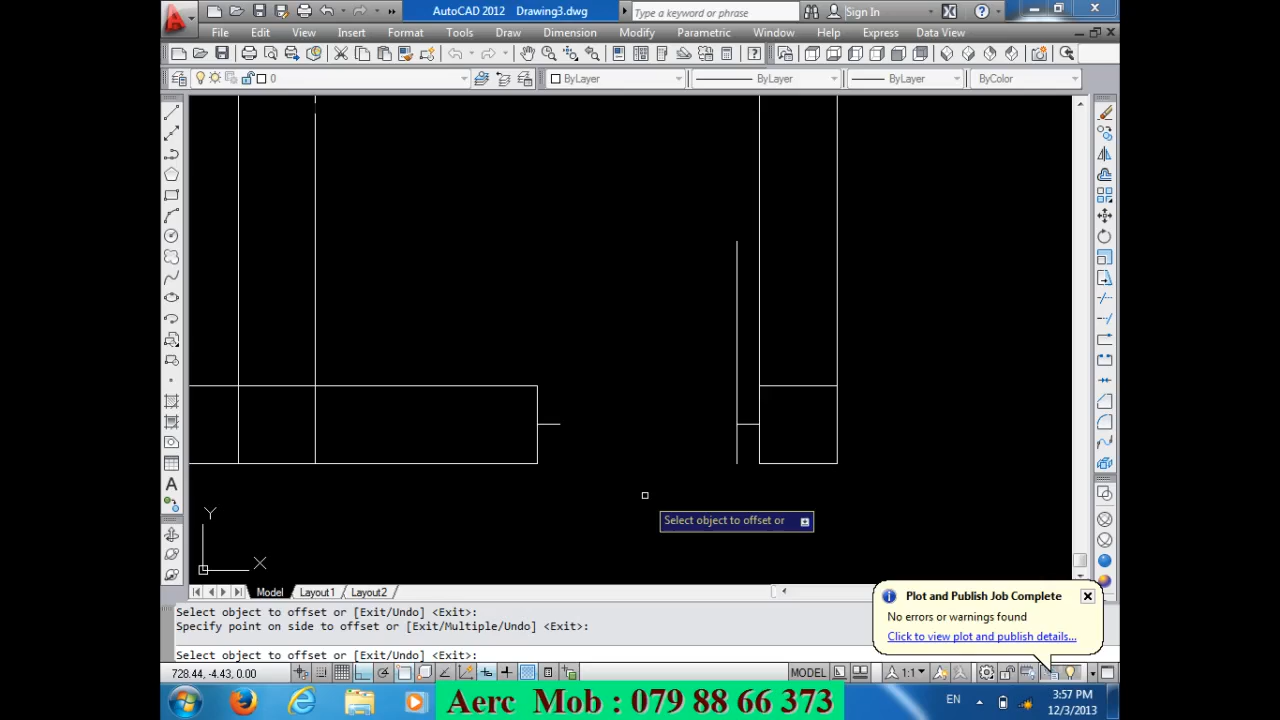 AutoCAD 2012 Drawing3.dwg
Type a keyword or phrase
Sign In
File Edit View Insert Format Tools Draw Dimension Modify Parametric Window Help Express Data View
0
ByLayer
ByLayer
ByLayer
ByColor
A
Select object to offset or
Y
X
Model Layout1 Layout2
Select object to offset or [Exit/Undo] <Exit>:
Specify point on side to offset or [Exit/Multiple/Undo] <Exit>:
Select object to offset or [Exit/Undo] <Exit>:
Plot and Publish Job Complete
No errors or warnings found
Click to view plot and publish details...
728.44, -4.43, 0.00
MODEL
1:1
Aerc Mob : 079 88 66 373
EN
3:57 PM
12/3/2013